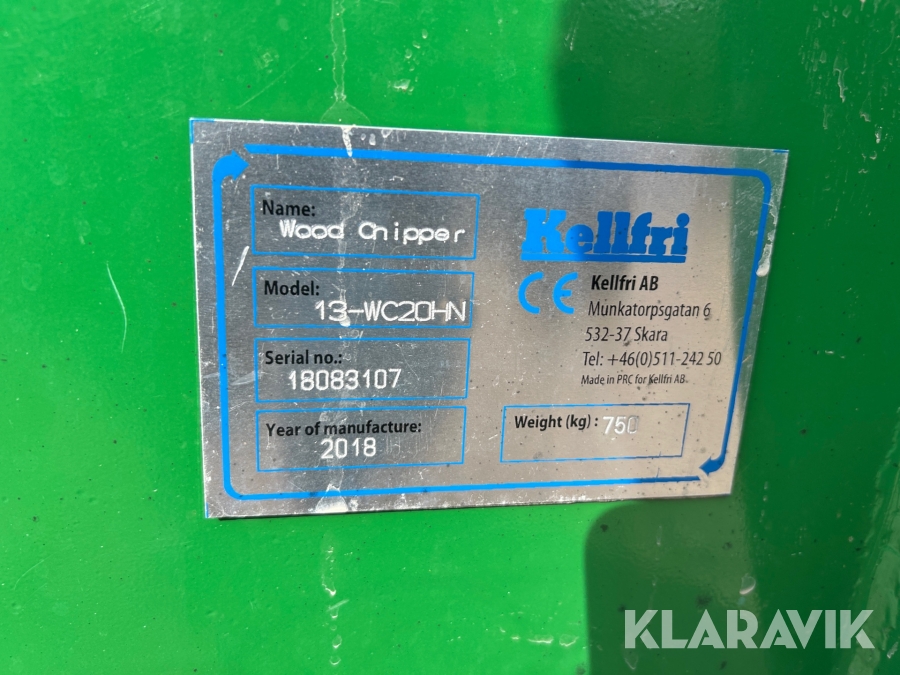 Name:
Wood Chipper
Model:
13-WC20HN
Serial no.:
18083107
Year of manufacture:
2018
Kellfri
CE
Kellfri AB
Munkatorpsgatan 6
532-37 Skara
Tel: +46(0)511-242 50
Made in PRC for Kellfri AB
Weight (kg) : 750
KLARAVIK